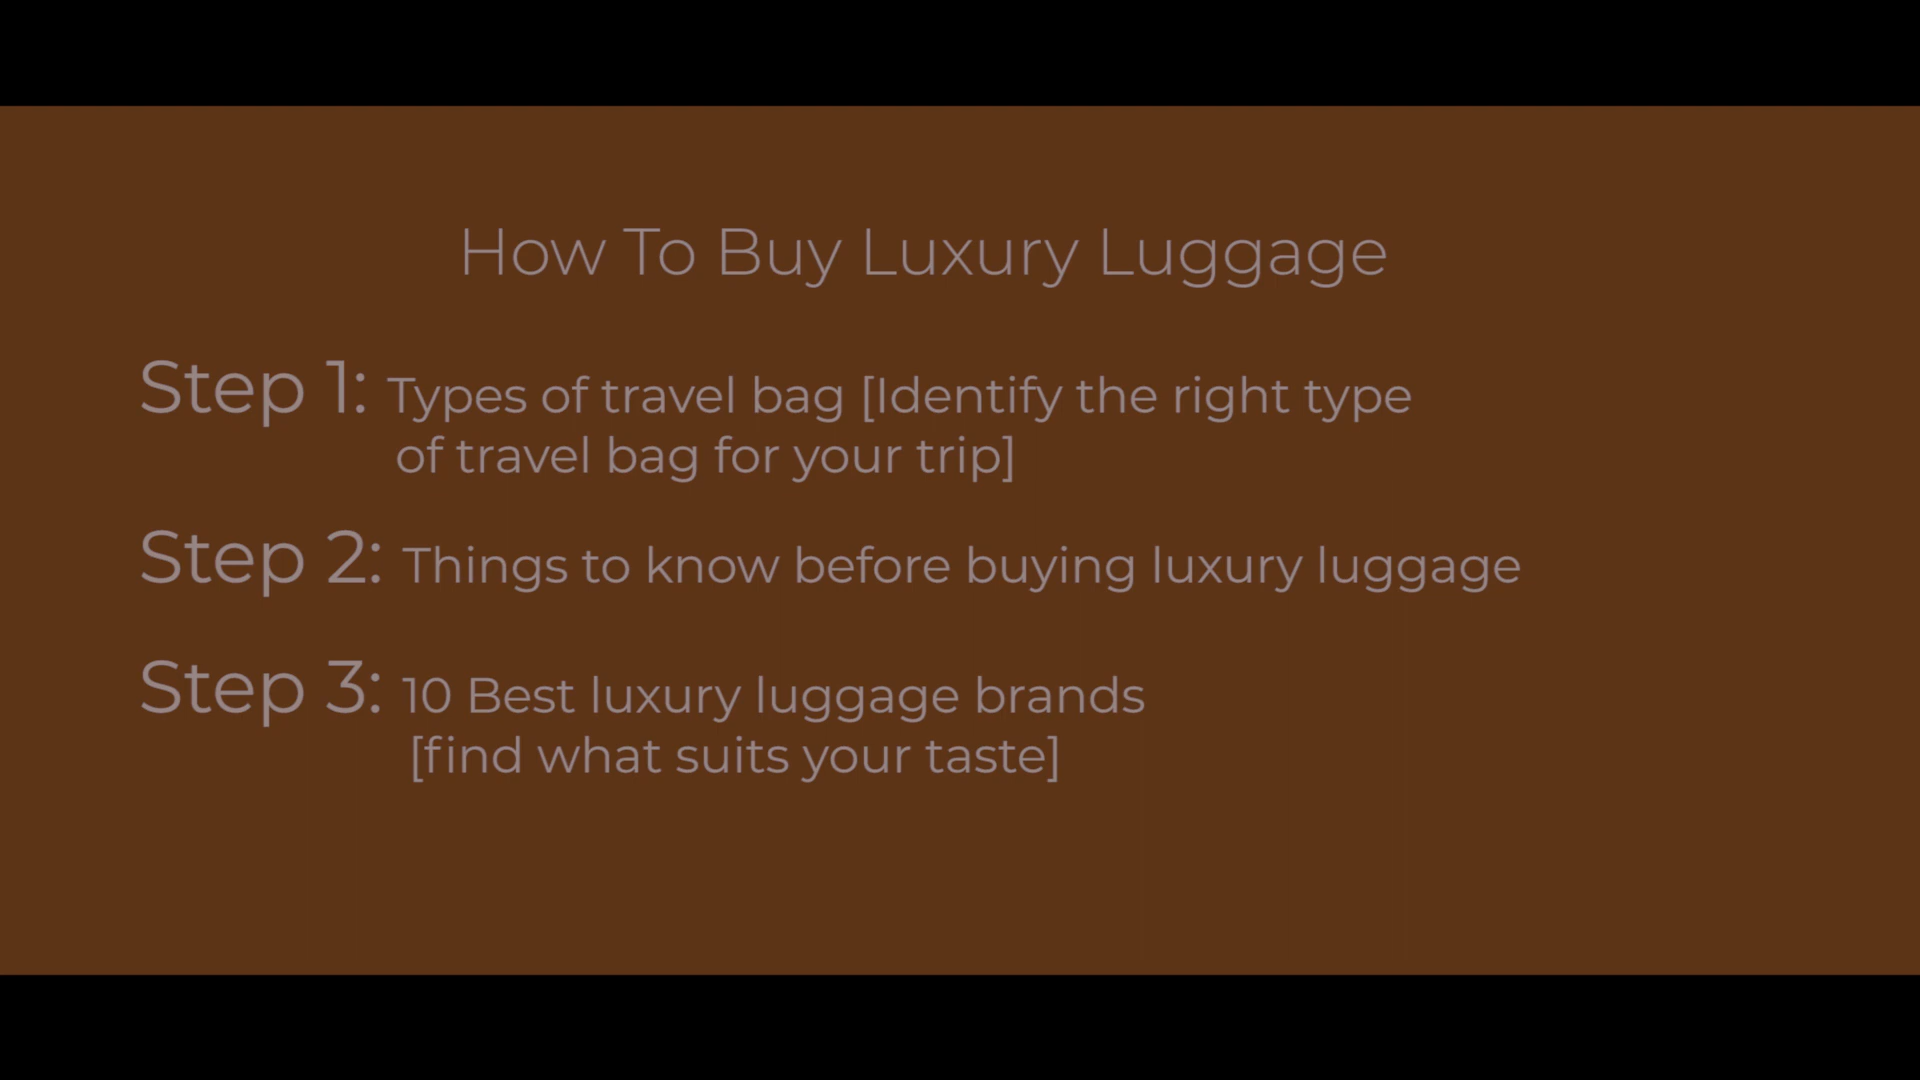 How To Buy Luxury Luggage
Step 1: Types of travel bag [Identify the right type
of travel bag for your trip]
Step 2: Things to know before buying luxury luggage
Step 3: 10 Best luxury luggage brands
[find what suits your taste]